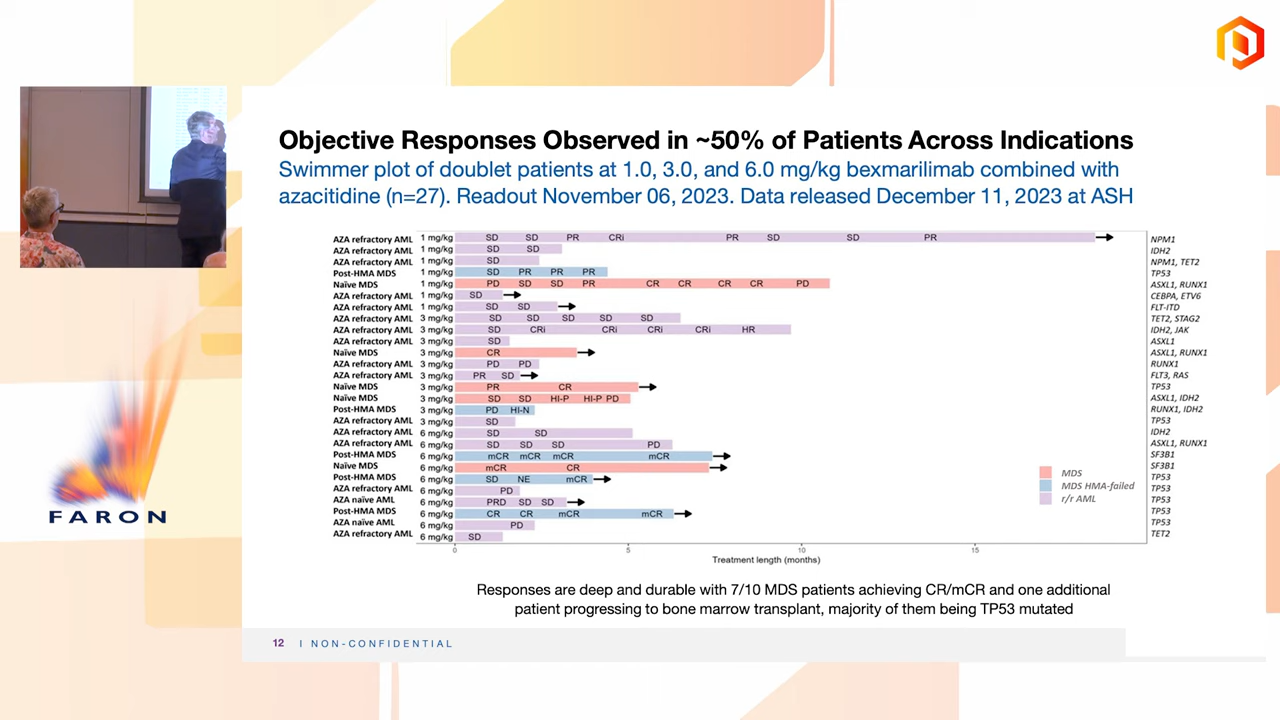 Objective Responses Observed in ~50% of Patients Across Indications
Swimmer plot of doublet patients at 1.0, 3.0, and 6.0 mg/kg bexmarilimab combined with
azacitidine (n=27). Readout November 06, 2023. Data released December 11, 2023 at ASH
AZA refractory AML 1 mg/kg SD SD PR CRi PR SD SD PR NPM1
AZA refractory AML 1 mg/kg SD SD IDH2
AZA refractory AML 1 mg/kg SD NPM1, TET2
Post-HMA MDS 1 mg/kg SD PR PR PR TP53
Naïve MDS 1 mg/kg PD SD SD PR CR CR CR CR PD ASXL1, RUNX1
AZA refractory AML 1 mg/kg SD CEBPA, ETV6
AZA refractory AML 1 mg/kg SD SD FLT-ITD
AZA refractory AML 3 mg/kg SD SD SD SD SD TET2, STAG2
AZA refractory AML 3 mg/kg SD CRi CRi CRi CRi HR IDH2, JAK
AZA refractory AML 3 mg/kg SD ASXL1
Naïve MDS 3 mg/kg CR ASXL1, RUNX1
AZA refractory AML 3 mg/kg PD PD RUNX1
AZA refractory AML 3 mg/kg PR SD FLT3, RAS
Naïve MDS 3 mg/kg PR CR TP53
Naïve MDS 3 mg/kg SD SD HI-P HI-P PD ASXL1, IDH2
Post-HMA MDS 3 mg/kg PD HI-N RUNX1, IDH2
AZA refractory AML 3 mg/kg SD TP53
AZA refractory AML 6 mg/kg SD SD IDH2
AZA refractory AML 6 mg/kg SD SD SD PD ASXL1, RUNX1
Post-HMA MDS 6 mg/kg mCR mCR mCR mCR SF3B1
Naïve MDS 6 mg/kg mCR CR SF3B1
Post-HMA MDS 6 mg/kg SD NE mCR TP53
AZA refractory AML 6 mg/kg PD TP53
AZA naïve AML 6 mg/kg PRD SD SD TP53
Post-HMA MDS 6 mg/kg CR CR mCR mCR TP53
AZA naïve AML 6 mg/kg PD TP53
AZA refractory AML 6 mg/kg SD TET2
MDS
MDS HMA-failed
r/r AML
0 5 10 15
Treatment length (months)
Responses are deep and durable with 7/10 MDS patients achieving CR/mCR and one additional
patient progressing to bone marrow transplant, majority of them being TP53 mutated
12 I NON-CONFIDENTIAL
FARON